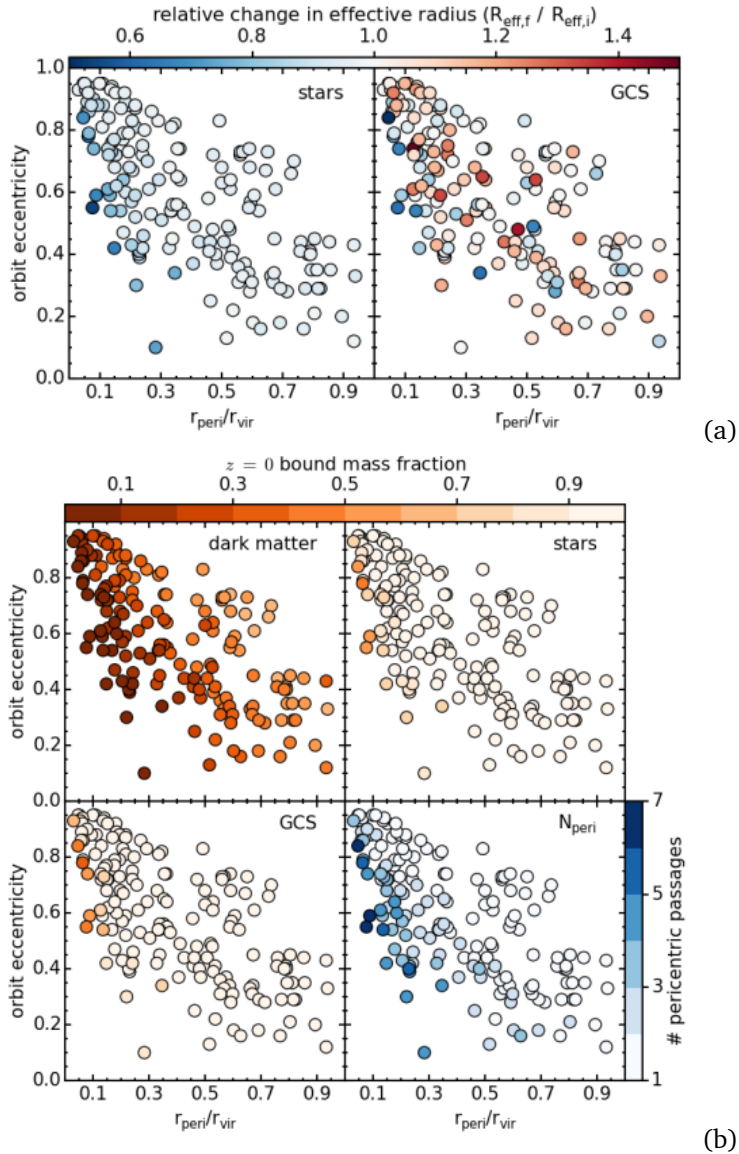 relative change in effective radius (R_eff,f / R_eff,i)
0.6 0.8 1.0 1.2 1.4
1.0
0.8
0.6
0.4
0.2
0.0
orbit eccentricity
stars
GCS
0.1 0.3 0.5 0.7 0.9 0.1 0.3 0.5 0.7 0.9
r_peri/r_vir r_peri/r_vir
(a)
z = 0 bound mass fraction
0.1 0.3 0.5 0.7 0.9
dark matter
stars
0.8
0.6
0.4
0.2
0.0
orbit eccentricity
GCS
N_peri
0.8
0.6
0.4
0.2
0.0
orbit eccentricity
7
5
3
1
# pericentric passages
0.1 0.3 0.5 0.7 0.9 0.1 0.3 0.5 0.7 0.9
r_peri/r_vir r_peri/r_vir
(b)